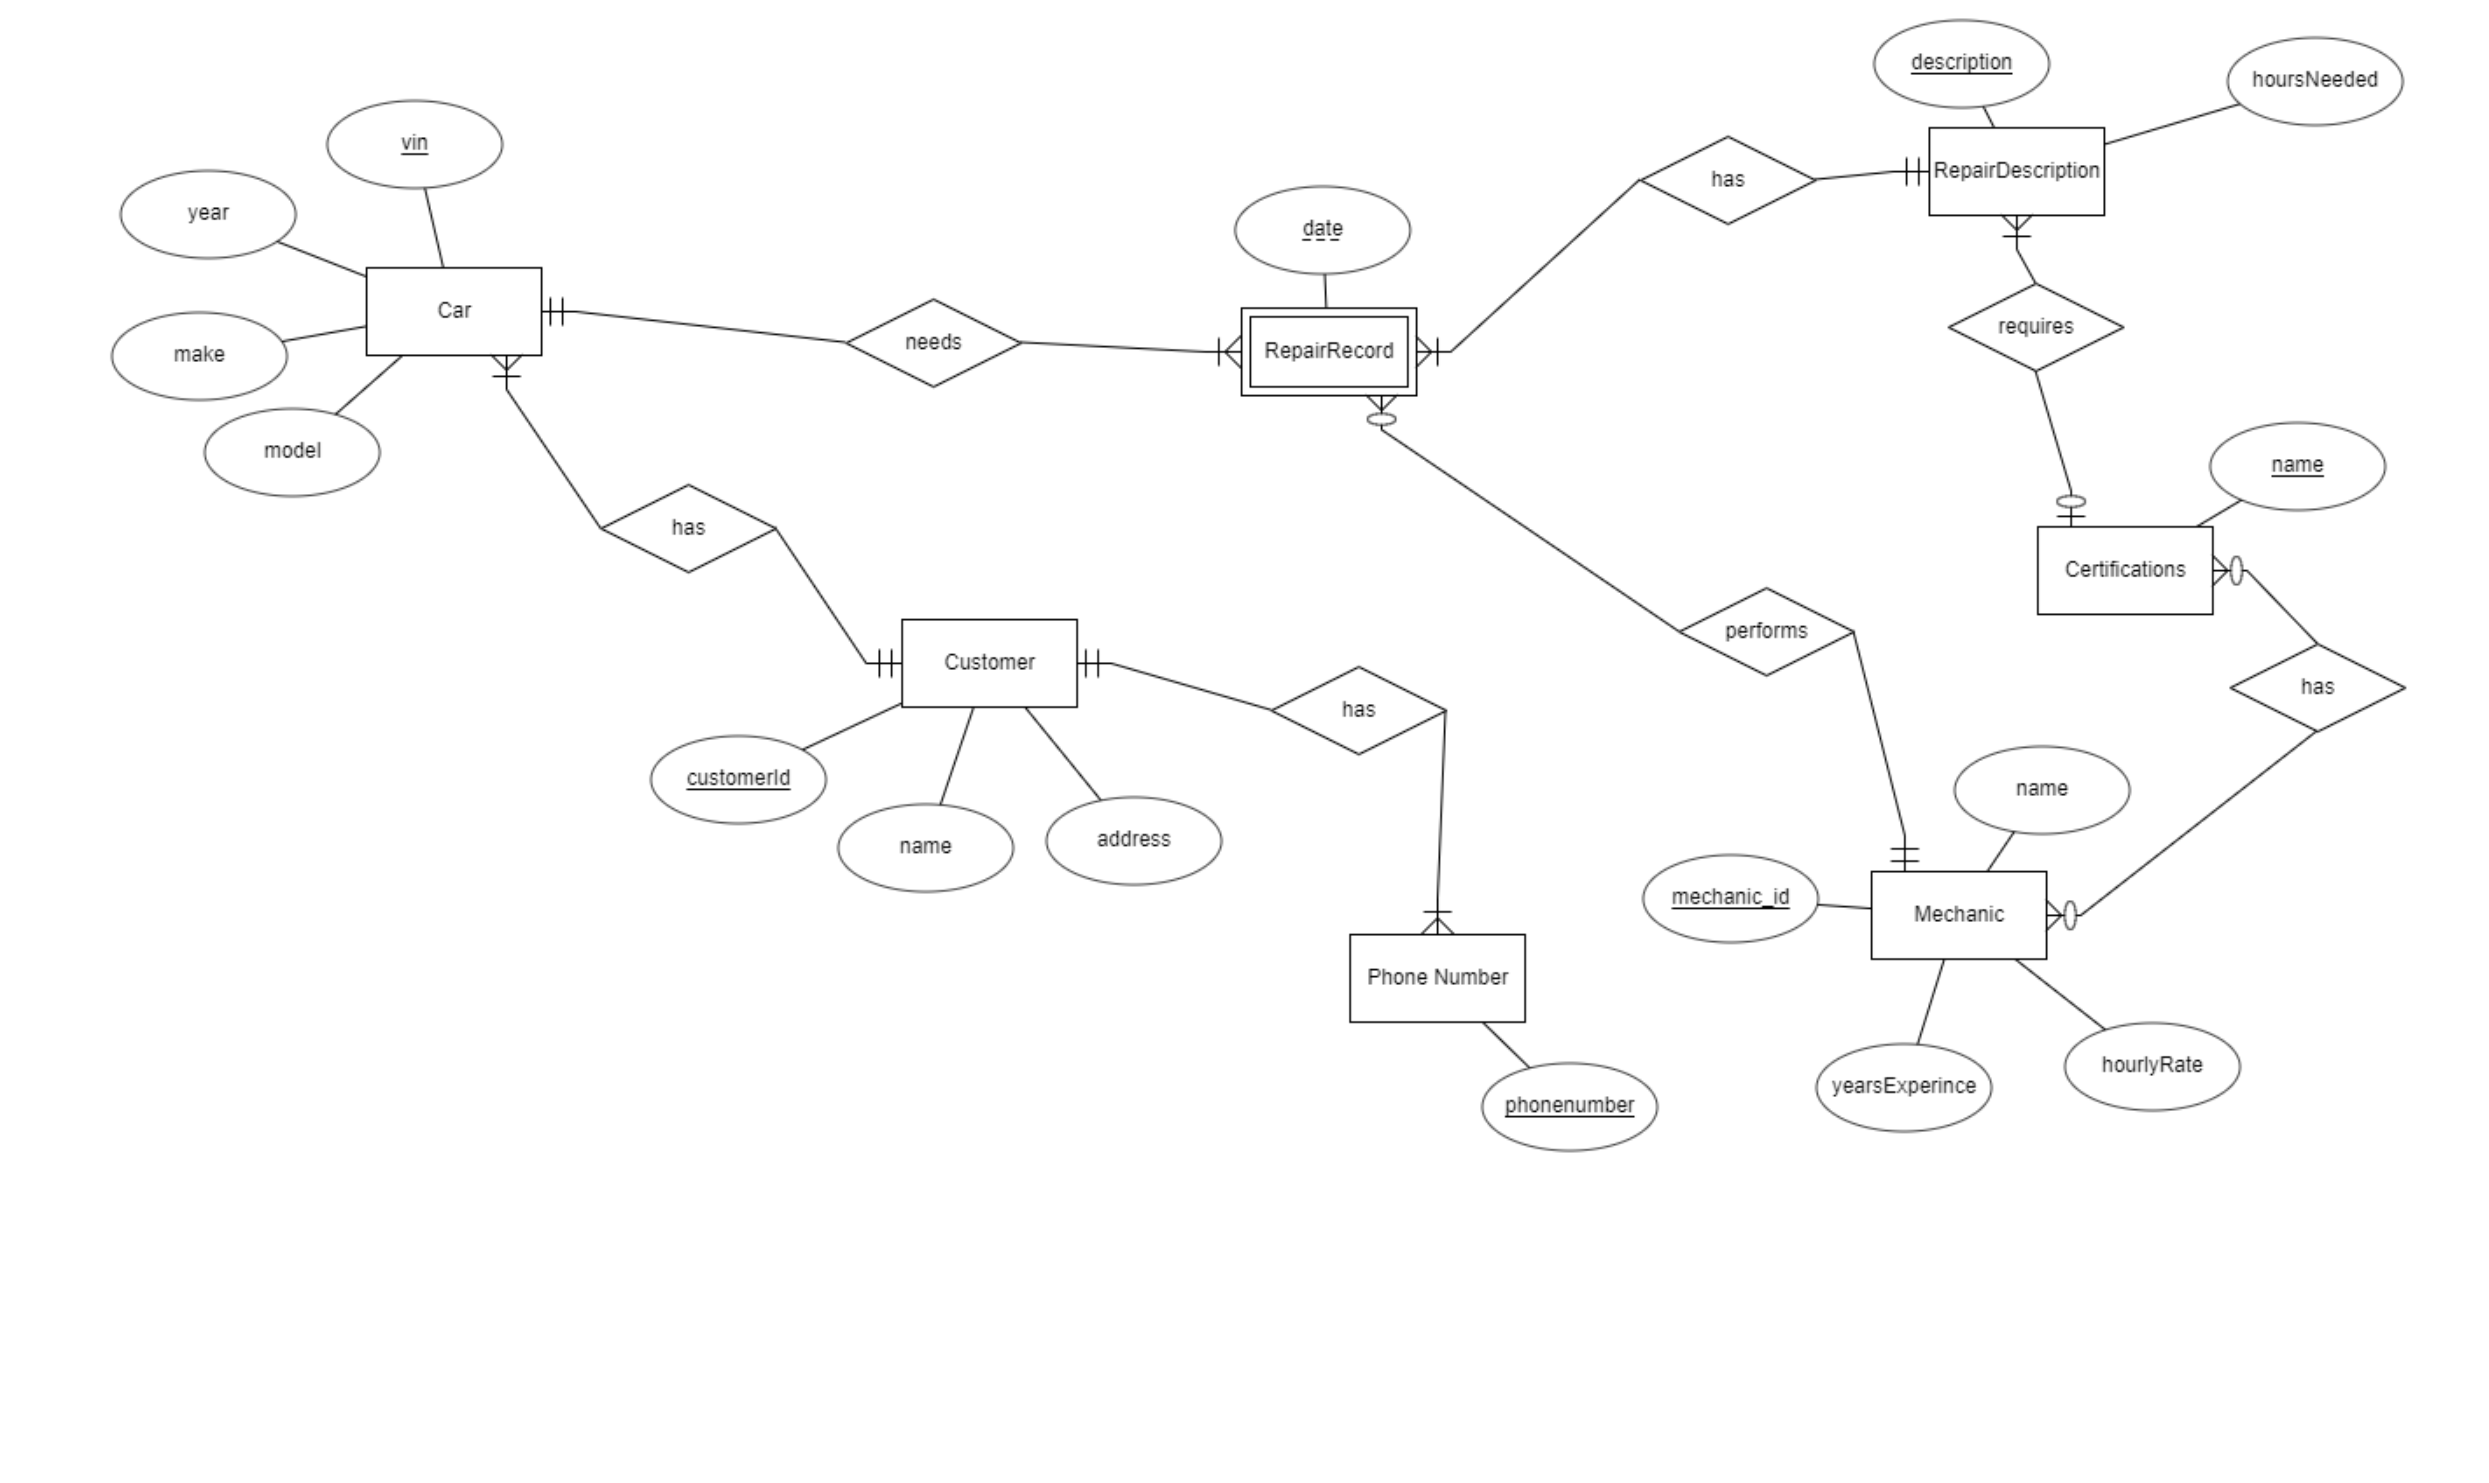 description
hoursNeeded
vin
RepairDescription
has
year
date
Car
requires
needs
RepairRecord
make
model
name
has
Certifications
performs
Customer
has
has
customerId
name
address
name
mechanic_id
Mechanic
Phone Number
hourlyRate
yearsExperince
phonenumber